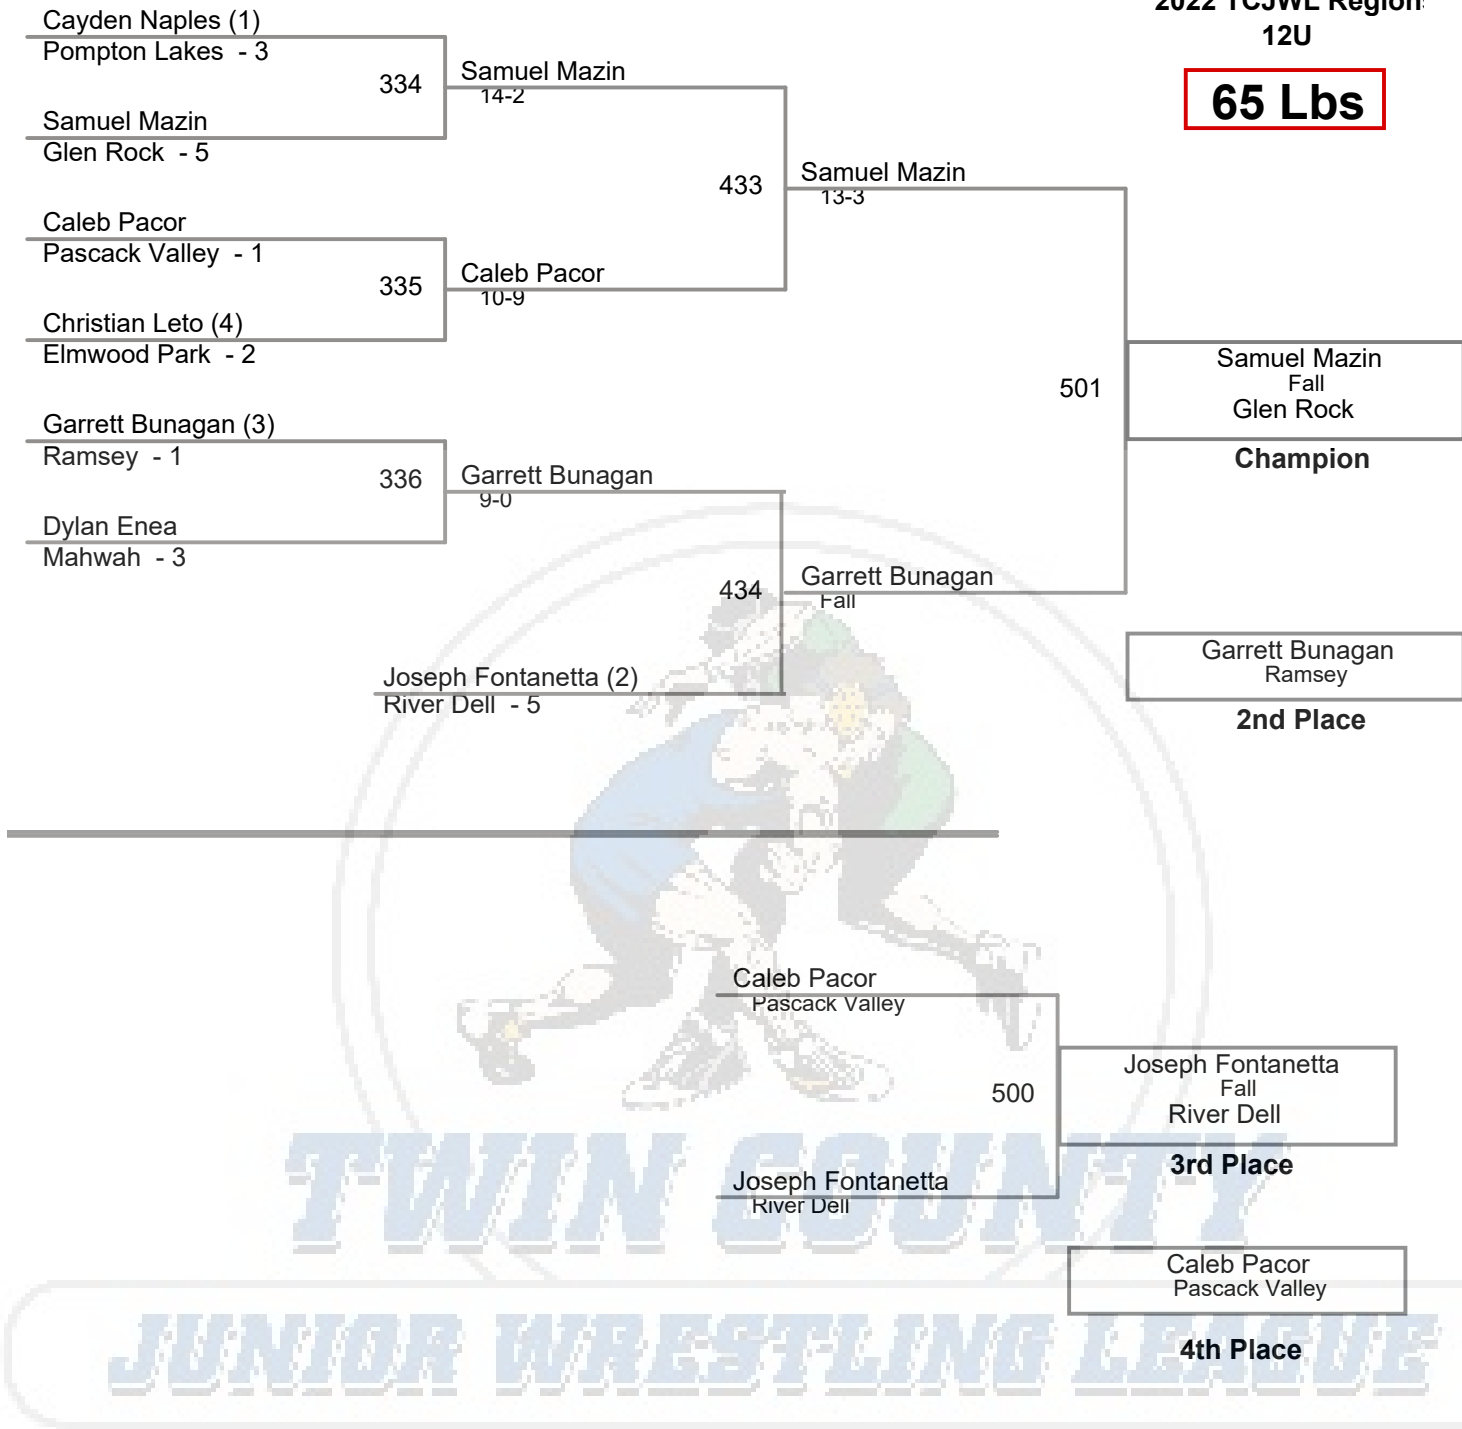 2022 TCJWL Region
12U
65 Lbs
Cayden Naples (1)
Pompton Lakes - 3
334
Samuel Mazin
14-2
Samuel Mazin
Glen Rock - 5
433
Samuel Mazin
13-3
Caleb Pacor
Pascack Valley - 1
335
Caleb Pacor
10-9
Christian Leto (4)
Elmwood Park - 2
501
Samuel Mazin
Fall
Glen Rock
Champion
Garrett Bunagan (3)
Ramsey - 1
336
Garrett Bunagan
9-0
Dylan Enea
Mahwah - 3
434
Garrett Bunagan
Fall
Joseph Fontanetta (2)
River Dell - 5
Garrett Bunagan
Ramsey
2nd Place
Caleb Pacor
Pascack Valley
500
Joseph Fontanetta
Fall
River Dell
3rd Place
Joseph Fontanetta
River Dell
Caleb Pacor
Pascack Valley
4th Place
TWIN COUNTY
JUNIOR WRESTLING LEAGUE